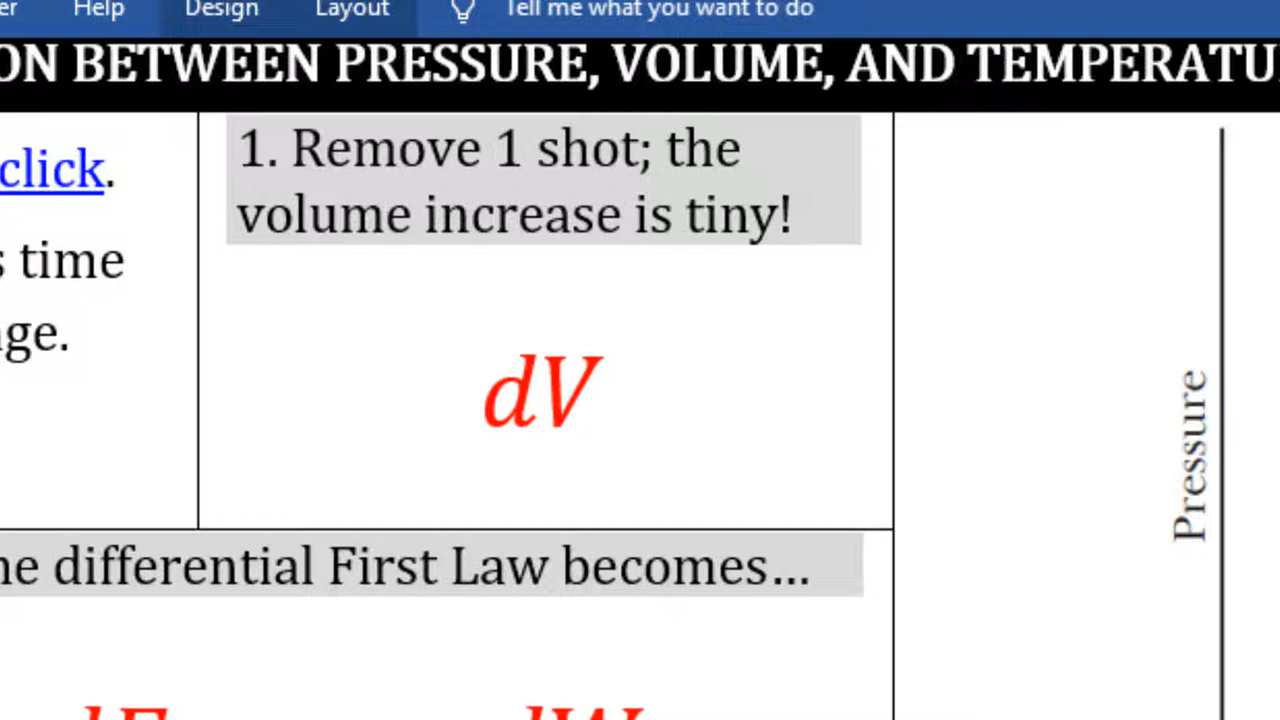 Help Design Layout Tell me what you want to do
ON BETWEEN PRESSURE, VOLUME, AND TEMPERATU
click.
s time
ge.
1. Remove 1 shot; the
volume increase is tiny!
dV
Pressure
he differential First Law becomes...